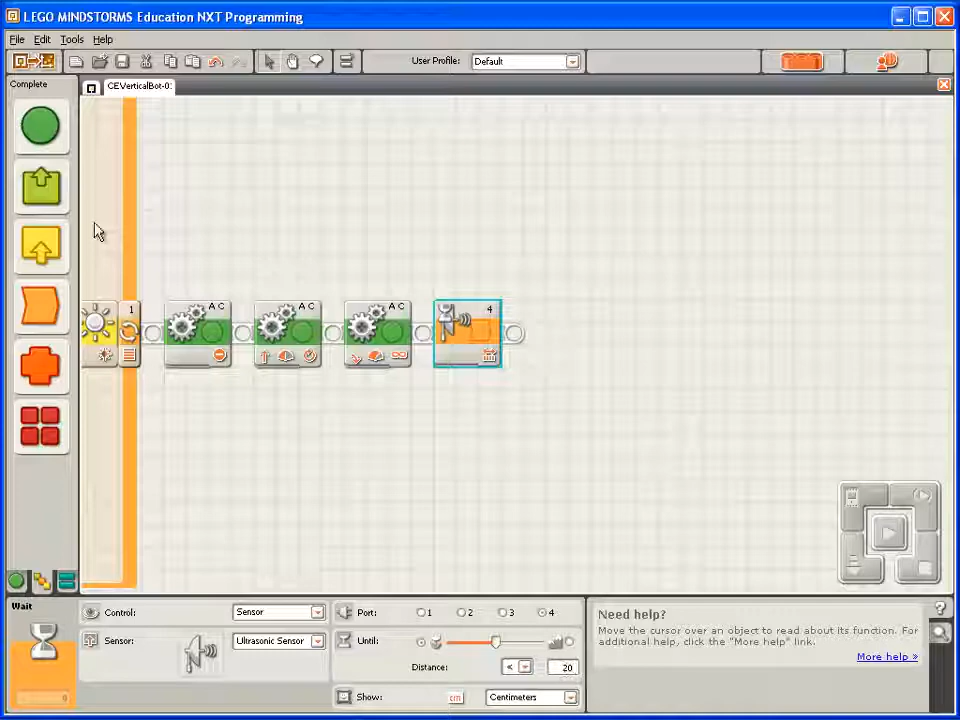 LEGO MINDSTORMS Education NXT Programming
File Edit Tools Help
User Profile: Default
Complete
CEVerticalBot-01
1 A C A C A C 4
Wait
Control: Sensor
Sensor: Ultrasonic Sensor
Port: 1 2 3 4
Until:
Distance: < 20
Show: cm Centimeters
Need help?
Move the cursor over an object to read about its function. For
additional help, click the "More help" link.
More help »
?